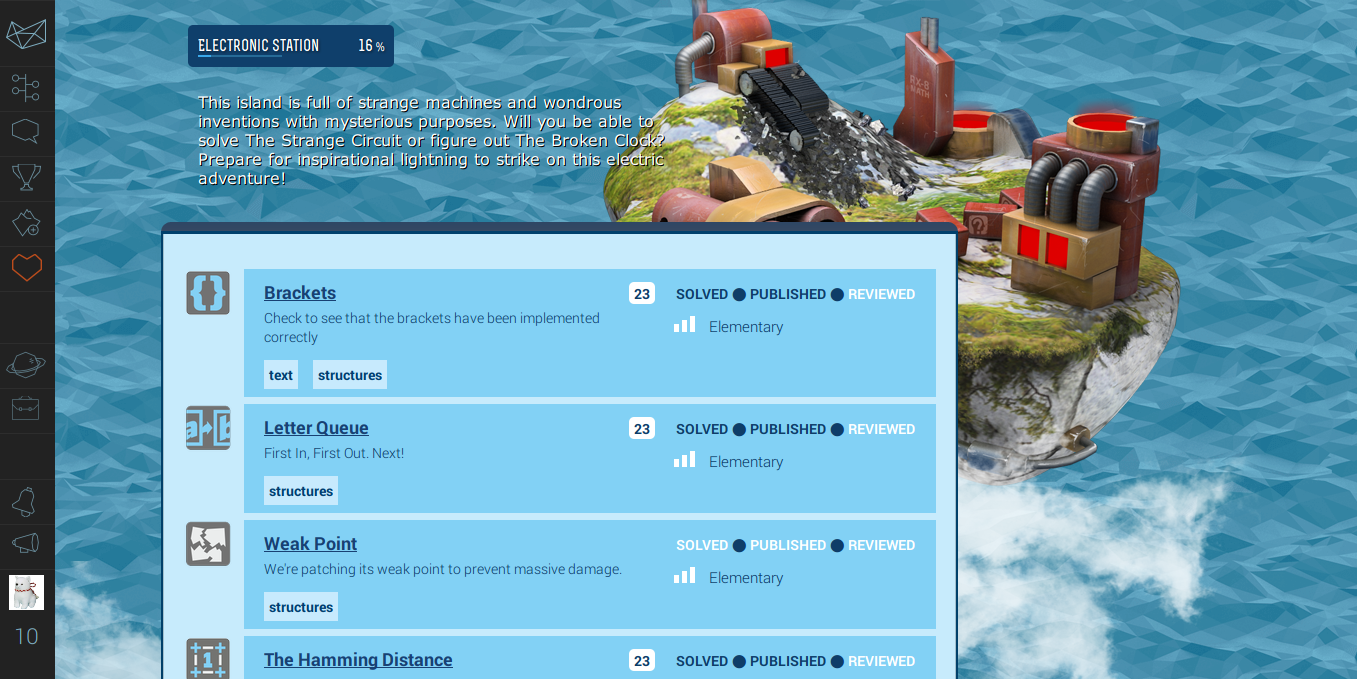 ELECTRONIC STATION 16 %
This island is full of strange machines and wondrous
inventions with mysterious purposes. Will you be able to
solve The Strange Circuit or figure out The Broken Clock?
Prepare for inspirational lightning to strike on this electric
adventure!
RX-8
MATH
?
{}
Brackets 23 SOLVED PUBLISHED REVIEWED
Check to see that the brackets have been implemented
correctly
Elementary
text structures
a b
Letter Queue 23 SOLVED PUBLISHED REVIEWED
First In, First Out. Next!
Elementary
structures
Weak Point SOLVED PUBLISHED REVIEWED
We're patching its weak point to prevent massive damage.
Elementary
structures
1
The Hamming Distance 23 SOLVED PUBLISHED REVIEWED
10